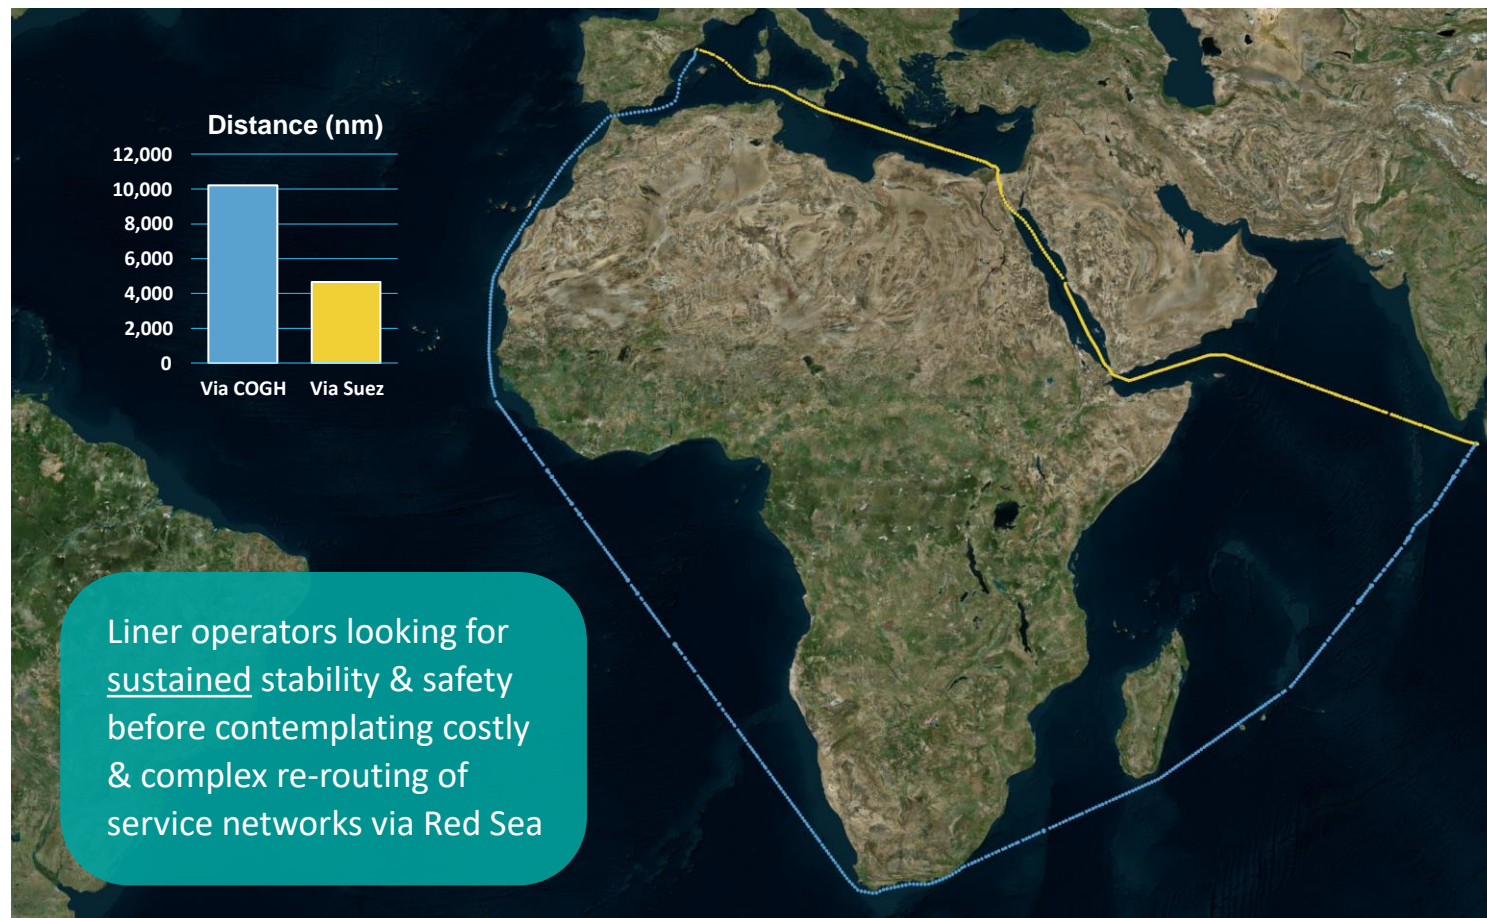 Distance (nm)
12,000
10,000
8,000
6,000
4,000
2,000
0
Via COGH Via Suez
Liner operators looking for
sustained stability & safety
before contemplating costly
& complex re-routing of
service networks via Red Sea